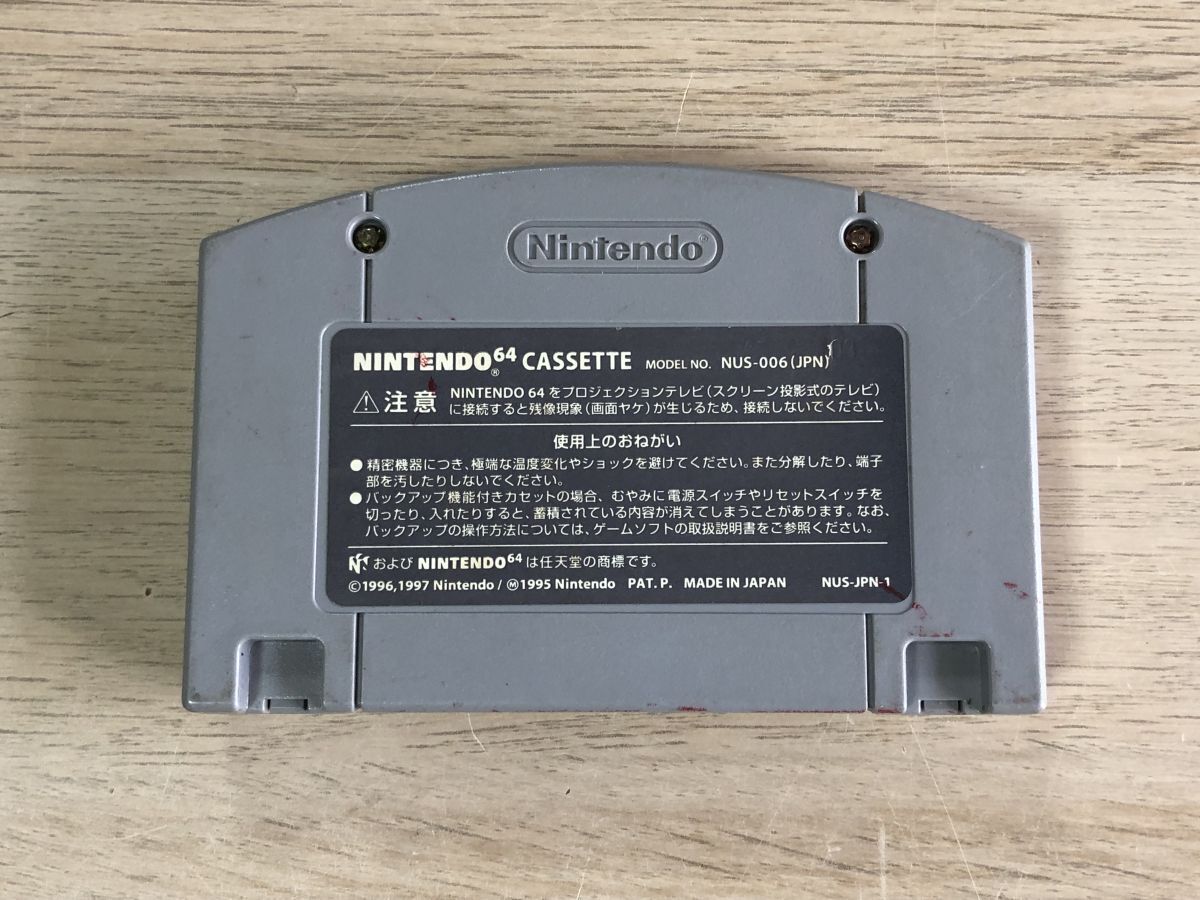 Nintendo®
NINTENDO64® CASSETTE MODEL NO. NUS-006(JPN)
⚠注意 NINTENDO 64 をプロジェクションテレビ(スクリーン投影式のテレビ)
に接続すると残像現象(画面ヤケ)が生じるため、接続しないでください。
使用上のおねがい
●精密機器につき、極端な温度変化やショックを避けてください。また分解したり、端子
部を汚したりしないでください。
●バックアップ機能付きカセットの場合、むやみに電源スイッチやリセットスイッチを
切ったり、入れたりすると、蓄積されている内容が消えてしまうことがあります。なお、
バックアップの操作方法については、ゲームソフトの取扱説明書をご参照ください。
および NINTENDO64 は任天堂の商標です。
©1996,1997 Nintendo / Ⓜ1995 Nintendo PAT. P. MADE IN JAPAN NUS-JPN-1